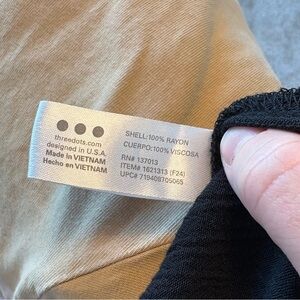 threedots.com
designed in U.S.A.
Made In VIETNAM
Hecho en VIETNAM
SHELL:100% RAYON
CUERPO:100% VISCOSA
RN# 137013
ITEM# 1621313 (F24)
UPC# 719408705065